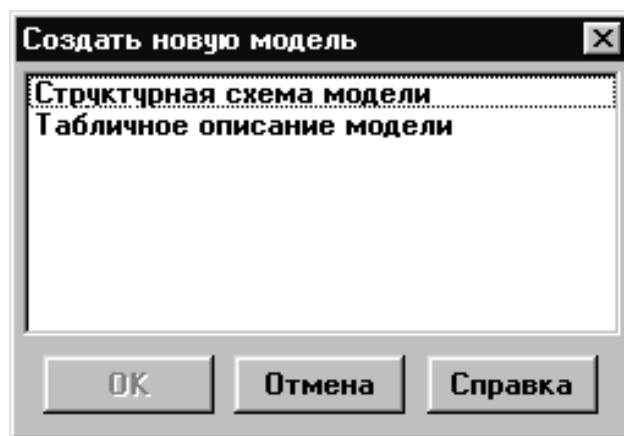 Создать новую модель
Структурная схема модели
Табличное описание модели
OK
Отмена
Справка